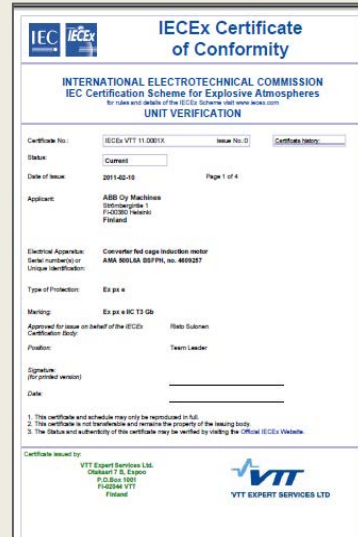 IEC
IECEx
IECEx Certificate
of Conformity
INTERNATIONAL ELECTROTECHNICAL COMMISSION
IEC Certification Scheme for Explosive Atmospheres
for rules and details of the IECEx Scheme visit www.iecex.com
UNIT VERIFICATION
Certificate No.: IECEx VTT 11.0001X Issue No.:0 Certificate history:
Status: Current
Date of Issue: 2011-02-10 Page 1 of 4
Applicant: ABB Oy Machines
Strömbergintie 1
FI-00380 Helsinki
Finland
Electrical Apparatus: Converter fed cage induction motor
Serial number(s) or AMA 500L6A BSFPH, no. 4609257
Unique Identification:
Type of Protection: Ex px e
Marking: Ex px e IIC T3 Gb
Approved for issue on behalf of the IECEx Risto Sulonen
Certification Body:
Position: Team Leader
Signature:
(for printed version)
Date:
1. This certificate and schedule may only be reproduced in full.
2. This certificate is not transferable and remains the property of the issuing body.
3. The Status and authenticity of this certificate may be verified by visiting the Official IECEx Website.
Certificate issued by:
VTT Expert Services Ltd.
Otakaari 7 B, Espoo
P.O.Box 1001
FI-02044 VTT
Finland
VTT
VTT EXPERT SERVICES LTD